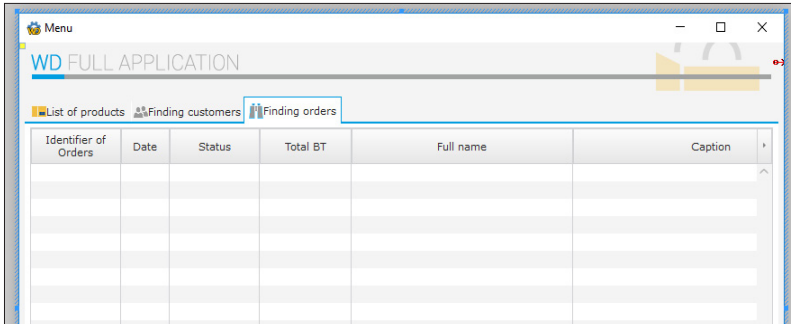 Menu
WD FULL APPLICATION
List of products Finding customers Finding orders
Identifier of
Orders Date Status Total BT Full name Caption